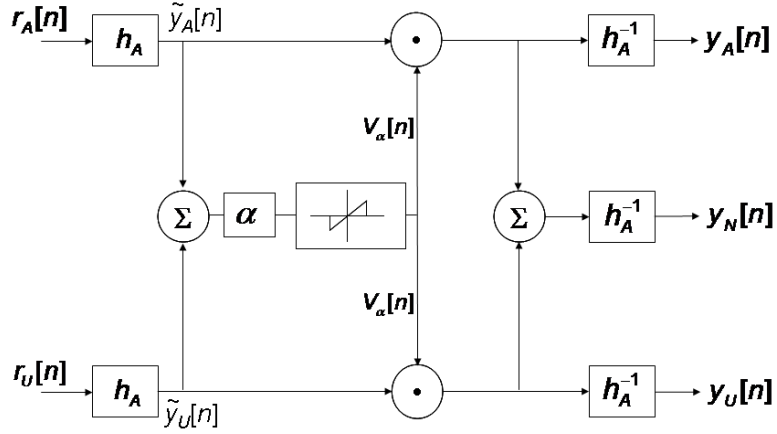 r_A[n] h_A ỹ_A[n] • h_A^{-1} y_A[n]
V_α[n]
Σ α Σ h_A^{-1} y_N[n]
V_α[n]
r_U[n] h_A ỹ_U[n] • h_A^{-1} y_U[n]